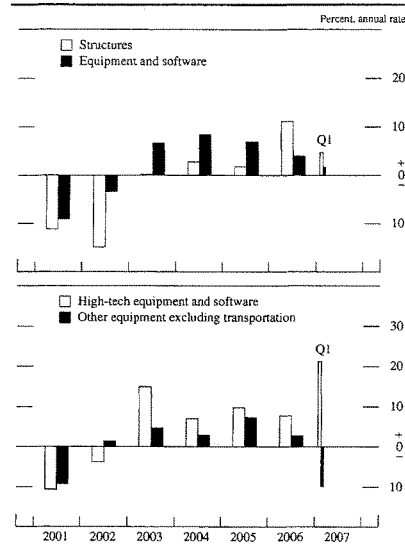 Percent, annual rate
Structures
Equipment and software
20
Q1
10
+
0
−
10
High-tech equipment and software
Other equipment excluding transportation
30
Q1
20
10
+
0
−
10
2001 2002 2003 2004 2005 2006 2007